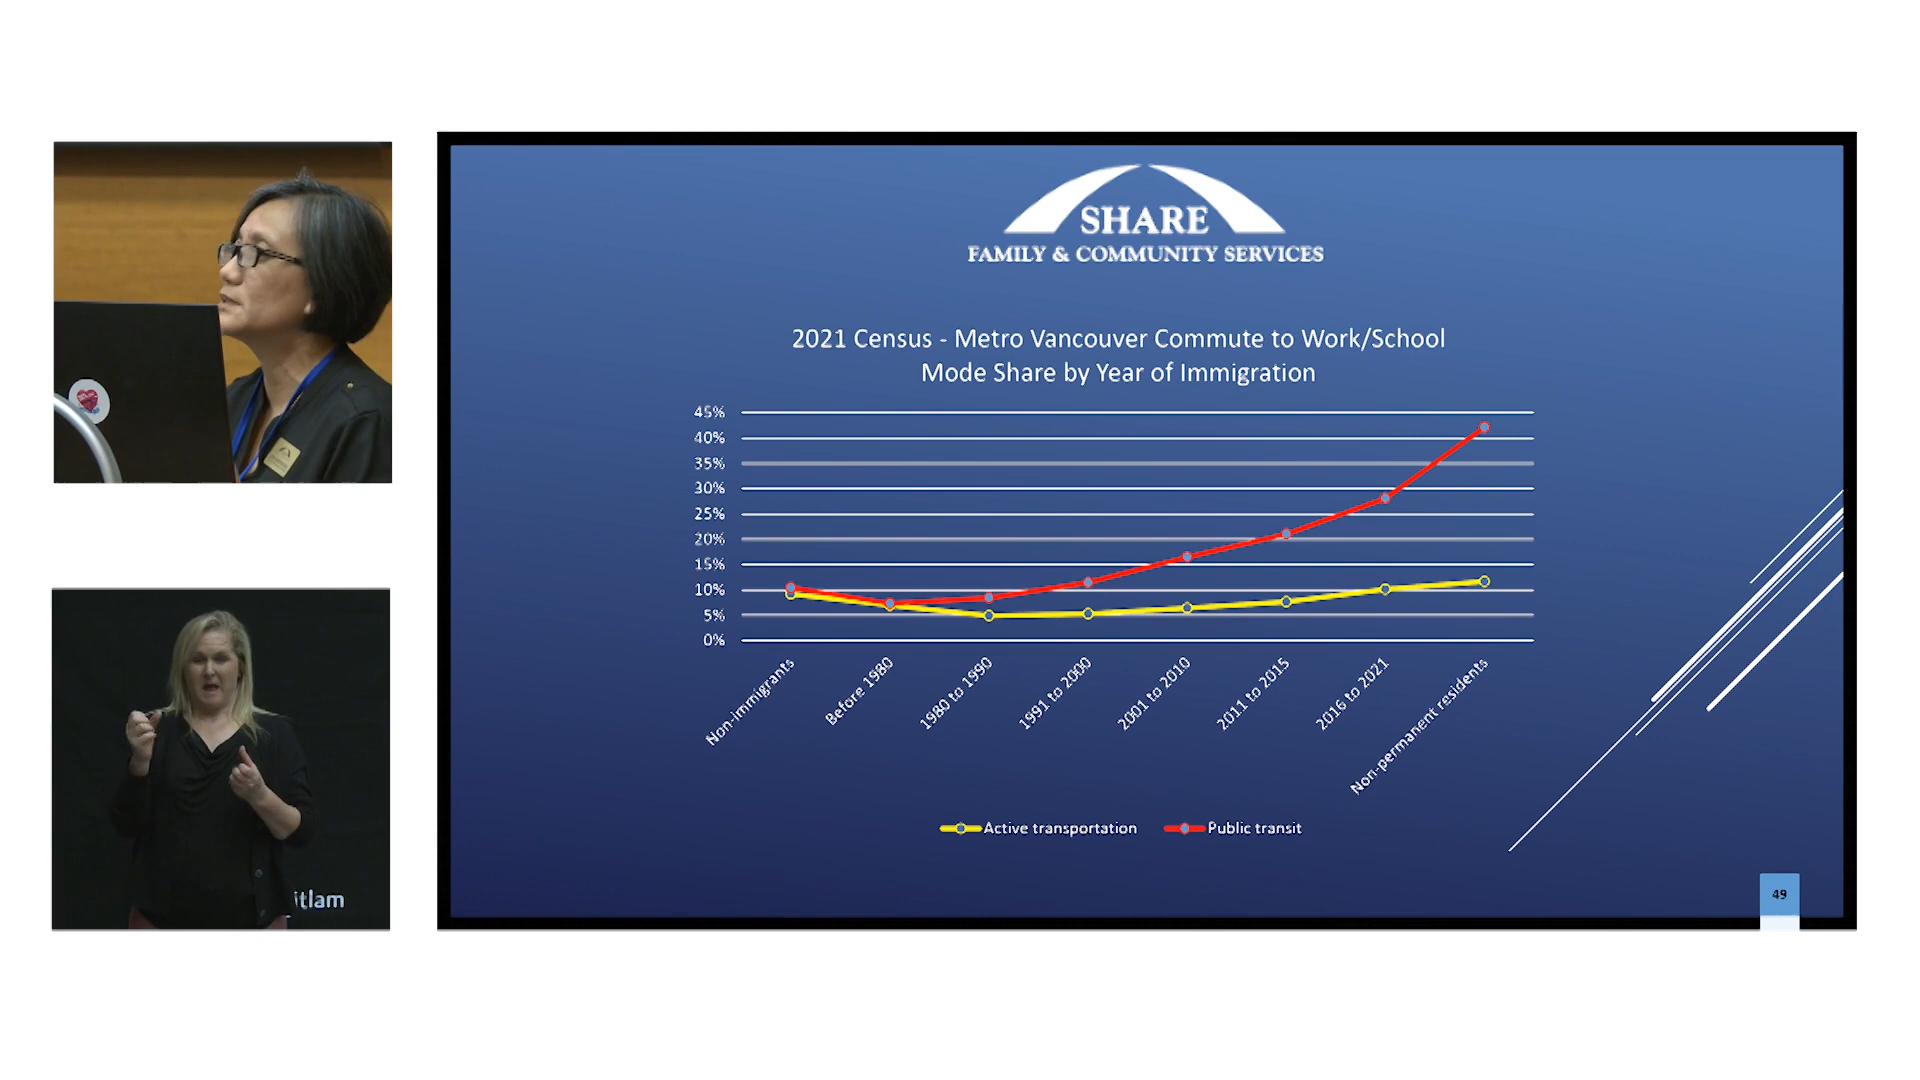 SHARE
FAMILY & COMMUNITY SERVICES
2021 Census - Metro Vancouver Commute to Work/School
Mode Share by Year of Immigration
45%
40%
35%
30%
25%
20%
15%
10%
5%
0%
Non-immigrants
Before 1980
1980 to 1990
1991 to 2000
2001 to 2010
2011 to 2015
2016 to 2021
Non-permanent residents
Active transportation
Public transit
49
itlam